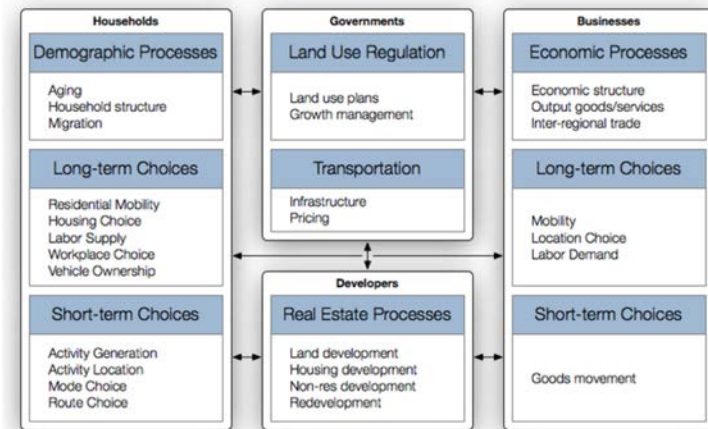 Households
Demographic Processes
Aging
Household structure
Migration
Long-term Choices
Residential Mobility
Housing Choice
Labor Supply
Workplace Choice
Vehicle Ownership
Short-term Choices
Activity Generation
Activity Location
Mode Choice
Route Choice
Governments
Land Use Regulation
Land use plans
Growth management
Transportation
Infrastructure
Pricing
Developers
Real Estate Processes
Land development
Housing development
Non-res development
Redevelopment
Businesses
Economic Processes
Economic structure
Output goods/services
Inter-regional trade
Long-term Choices
Mobility
Location Choice
Labor Demand
Short-term Choices
Goods movement